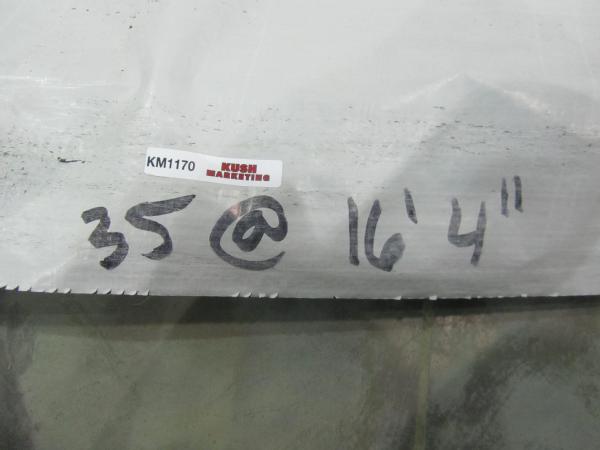 KM1170 KUSH
MARKETING
35 @ 16' 4"